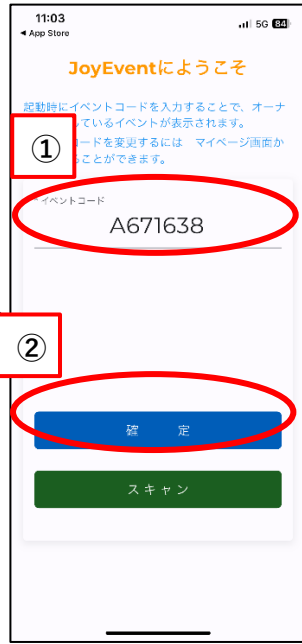 11:03
5G 84
◀ App Store
JoyEventにようこそ
起動時にイベントコードを入力することで、オーナ
しているイベントが表示されます。
①
ードを変更するには マイページ画面か
ることができます。
イベントコード
A671638
②
確 定
スキャン